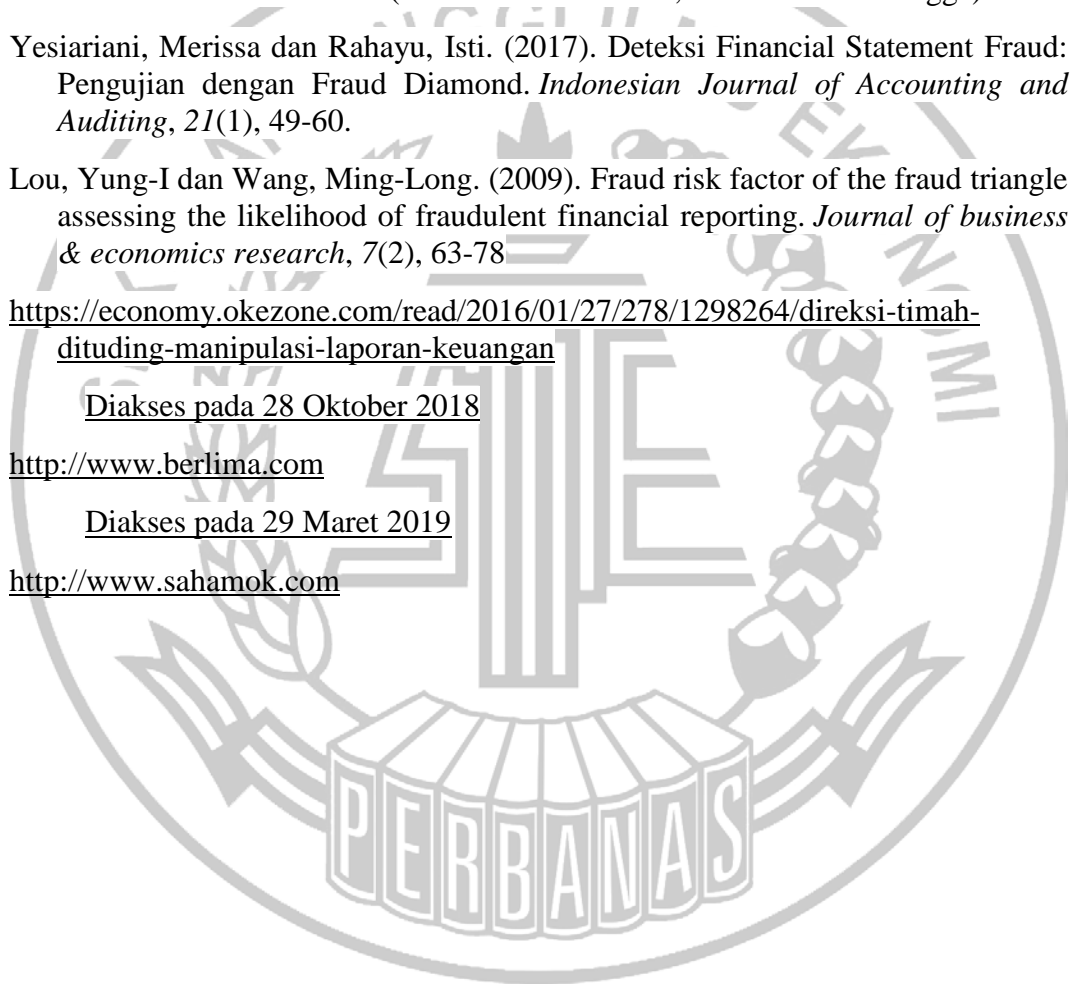 Yesiariani, Merissa dan Rahayu, Isti. (2017). Deteksi Financial Statement Fraud:
Pengujian dengan Fraud Diamond. Indonesian Journal of Accounting and
Auditing, 21(1), 49-60.
Lou, Yung-I dan Wang, Ming-Long. (2009). Fraud risk factor of the fraud triangle
assessing the likelihood of fraudulent financial reporting. Journal of business
& economics research, 7(2), 63-78
https://economy.okezone.com/read/2016/01/27/278/1298264/direksi-timah-
dituding-manipulasi-laporan-keuangan
Diakses pada 28 Oktober 2018
http://www.berlima.com
Diakses pada 29 Maret 2019
http://www.sahamok.com
PERBANAS